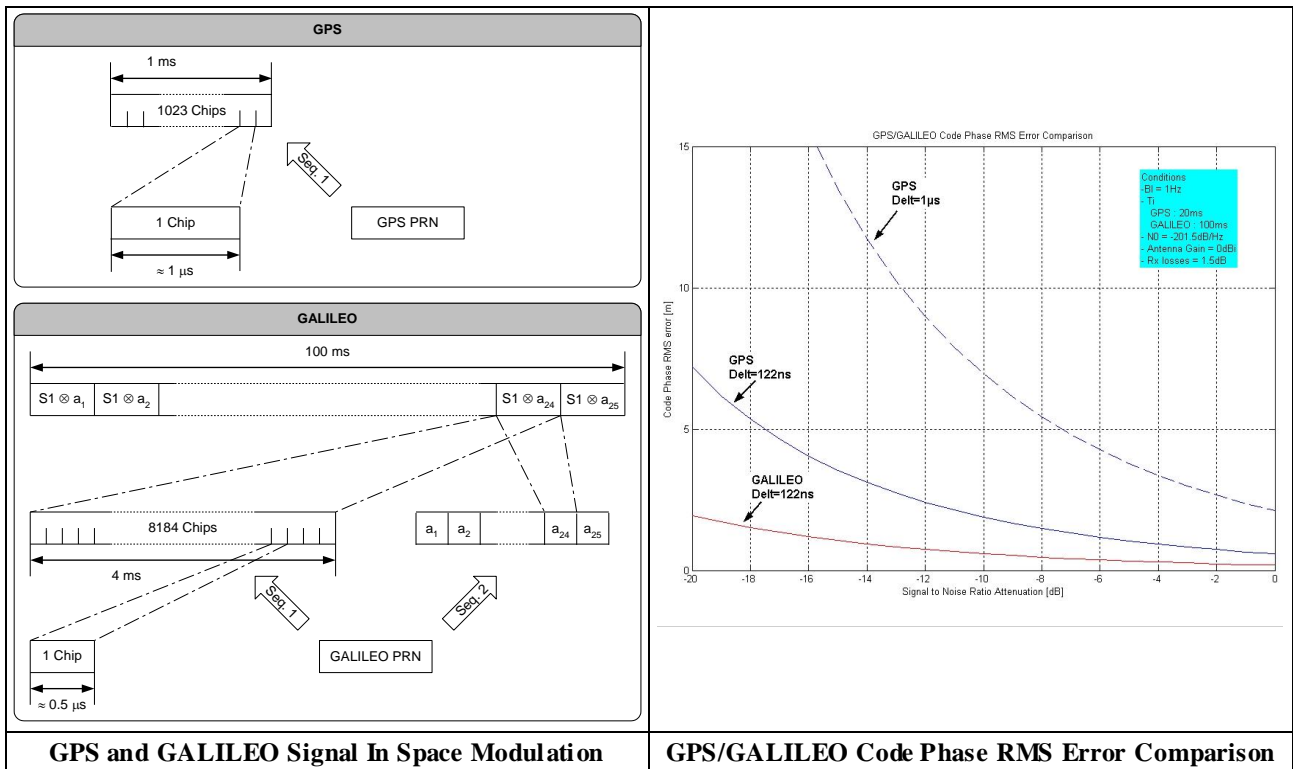 GPS
1 ms
1023 Chips
Seq. 1
1 Chip
GPS PRN
≈ 1 μs
GALILEO
100 ms
S1 ⊗ a1 S1 ⊗ a2 S1 ⊗ a24 S1 ⊗ a25
8184 Chips
a1 a2 a24 a25
4 ms
Seq. 1
Seq. 2
1 Chip
GALILEO PRN
≈ 0.5 μs
GPS and GALILEO Signal In Space Modulation
GPS/GALILEO Code Phase RMS Error Comparison
15
10
5
0
Code Phase RMS error [m]
GPS
Delt=1μs
Conditions
-Bl = 1Hz
- Ti
GPS : 20ms
GALILEO : 100ms
- N0 = -201.5dB/Hz
- Antenna Gain = 0dBi
- Rx losses = 1.5dB
GPS
Delt=122ns
GALILEO
Delt=122ns
-20 -18 -16 -14 -12 -10 -8 -6 -4 -2 0
Signal to Noise Ratio Attenuation [dB]
GPS/GALILEO Code Phase RMS Error Comparison